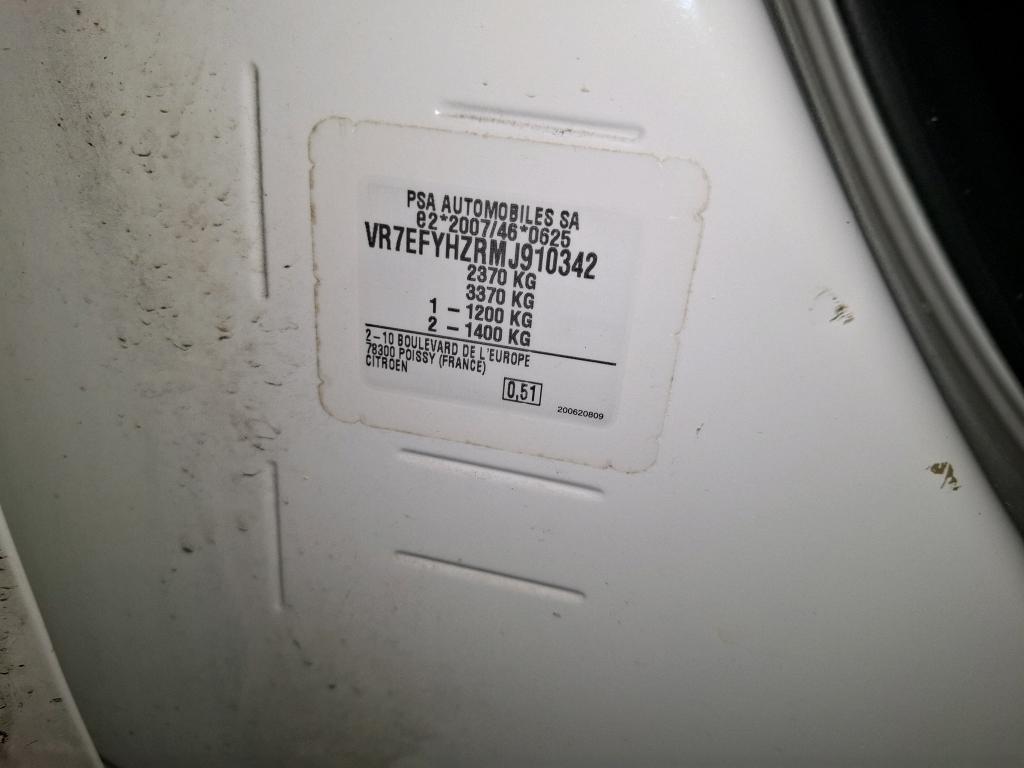 PSA AUTOMOBILES SA
e2*2007/46*0625
VR7EFYHZRMJ910342
2370 KG
3370 KG
1 – 1200 KG
2 – 1400 KG
2–10 BOULEVARD DE L'EUROPE
78300 POISSY (FRANCE)
CITROEN
0,51
200620809